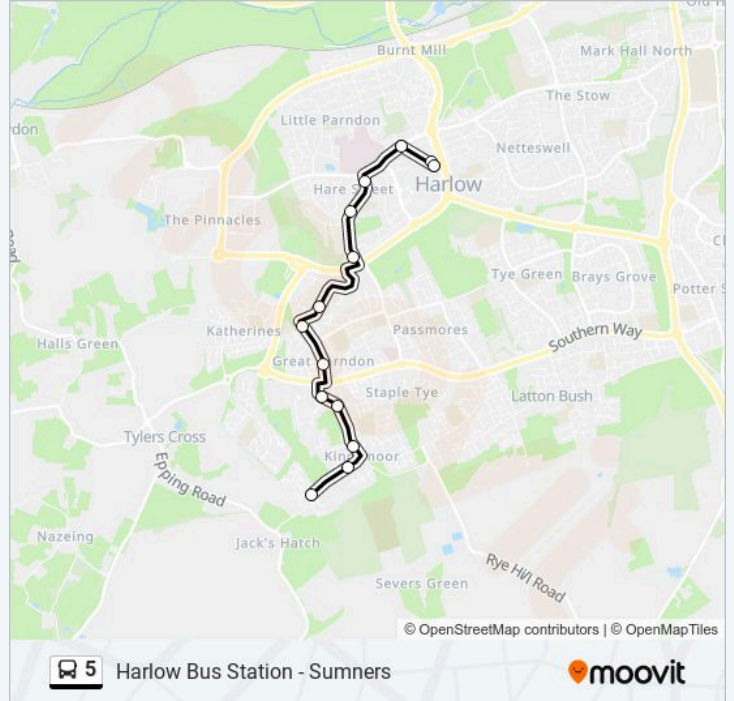 Old
Burnt Mill
Mark Hall North
The Stow
Little Parndon
don
Netteswell
Hare Street
Harlow
The Pinnacles
Tye Green
Brays Grove
Potter S
Katherines
Passmores
Southern Way
Halls Green
Great Parndon
Staple Tye
Latton Bush
Tylers Cross
Kingsmoor
Epping Road
Nazeing
Jack's Hatch
Rye Hill Road
Severs Green
© OpenStreetMap contributors | © OpenMapTiles
5 Harlow Bus Station - Sumners
moovit